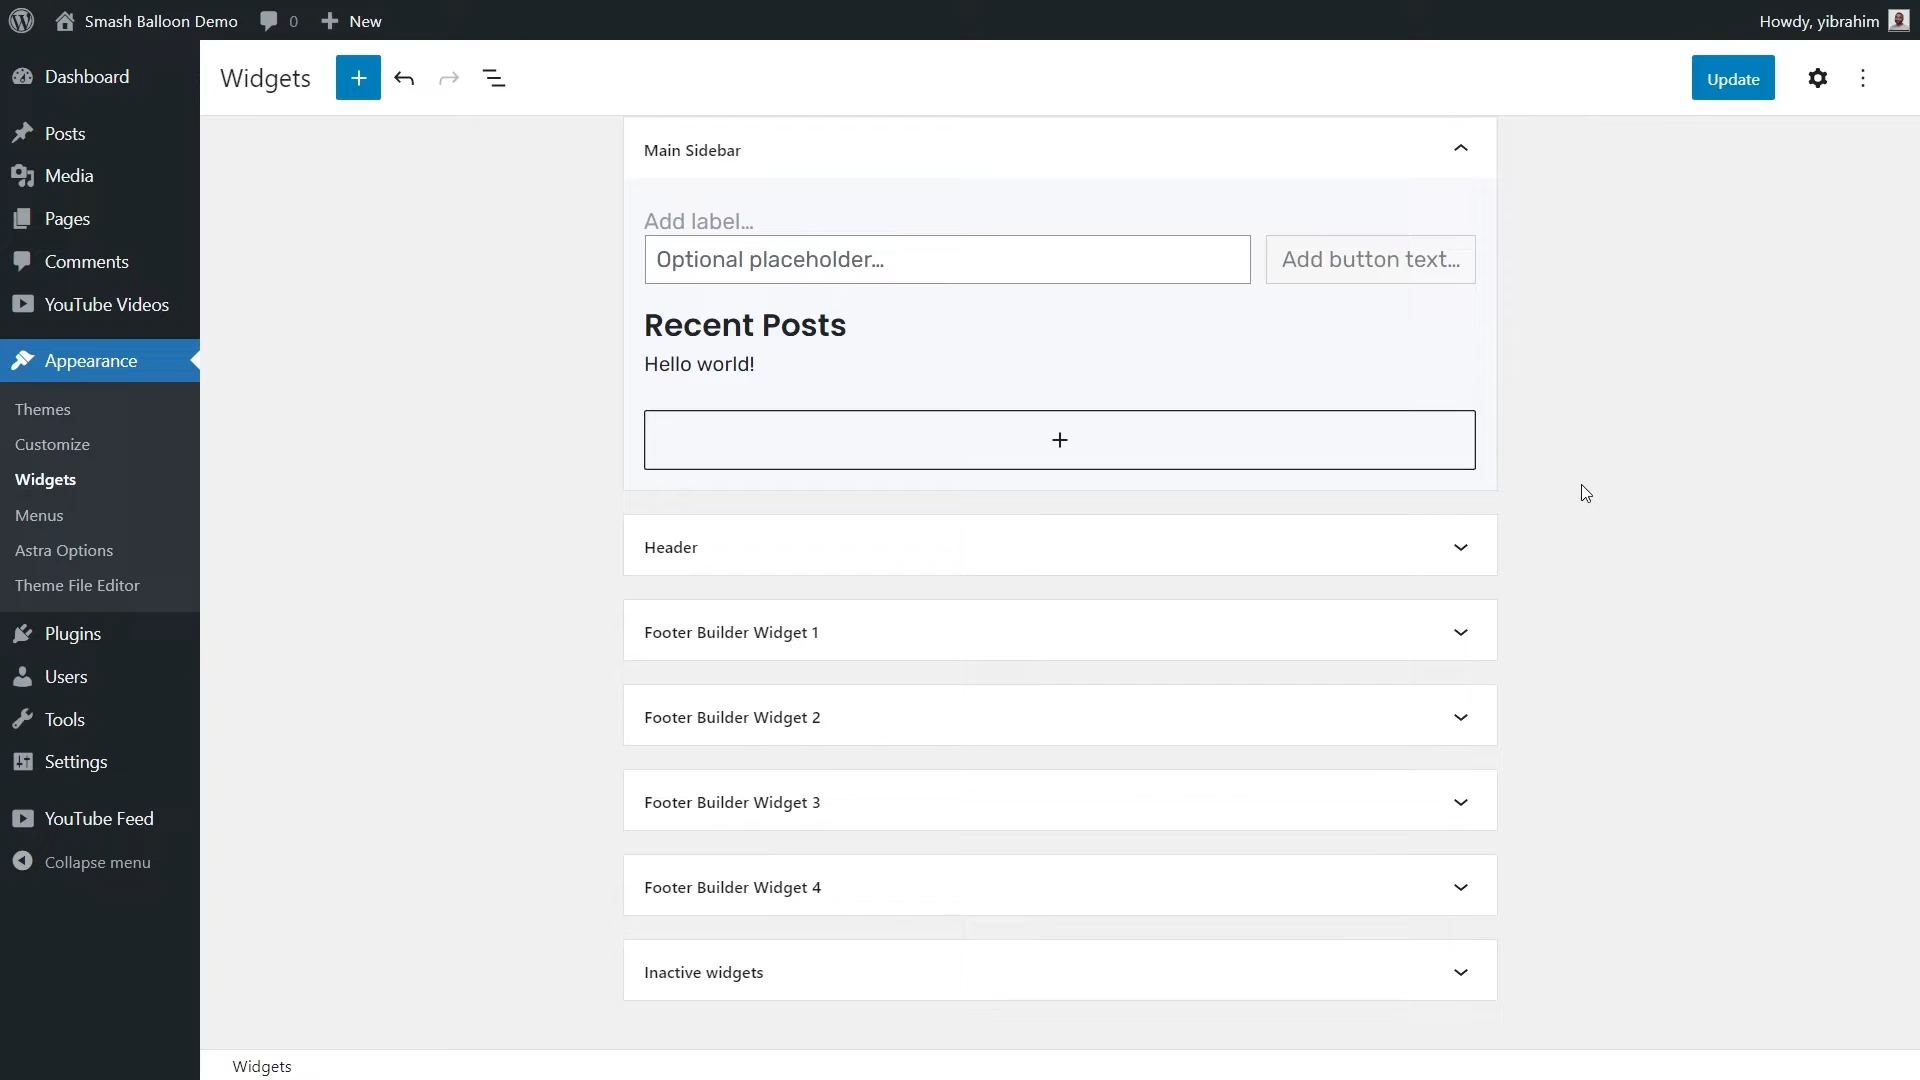 Smash Balloon Demo 0 New Howdy, yibrahim
Dashboard
Posts
Media
Pages
Comments
YouTube Videos
Appearance
Themes
Customize
Widgets
Menus
Astra Options
Theme File Editor
Plugins
Users
Tools
Settings
YouTube Feed
Collapse menu
Widgets Update
Main Sidebar
Add label...
Optional placeholder... Add button text...
Recent Posts
Hello world!
Header
Footer Builder Widget 1
Footer Builder Widget 2
Footer Builder Widget 3
Footer Builder Widget 4
Inactive widgets
Widgets